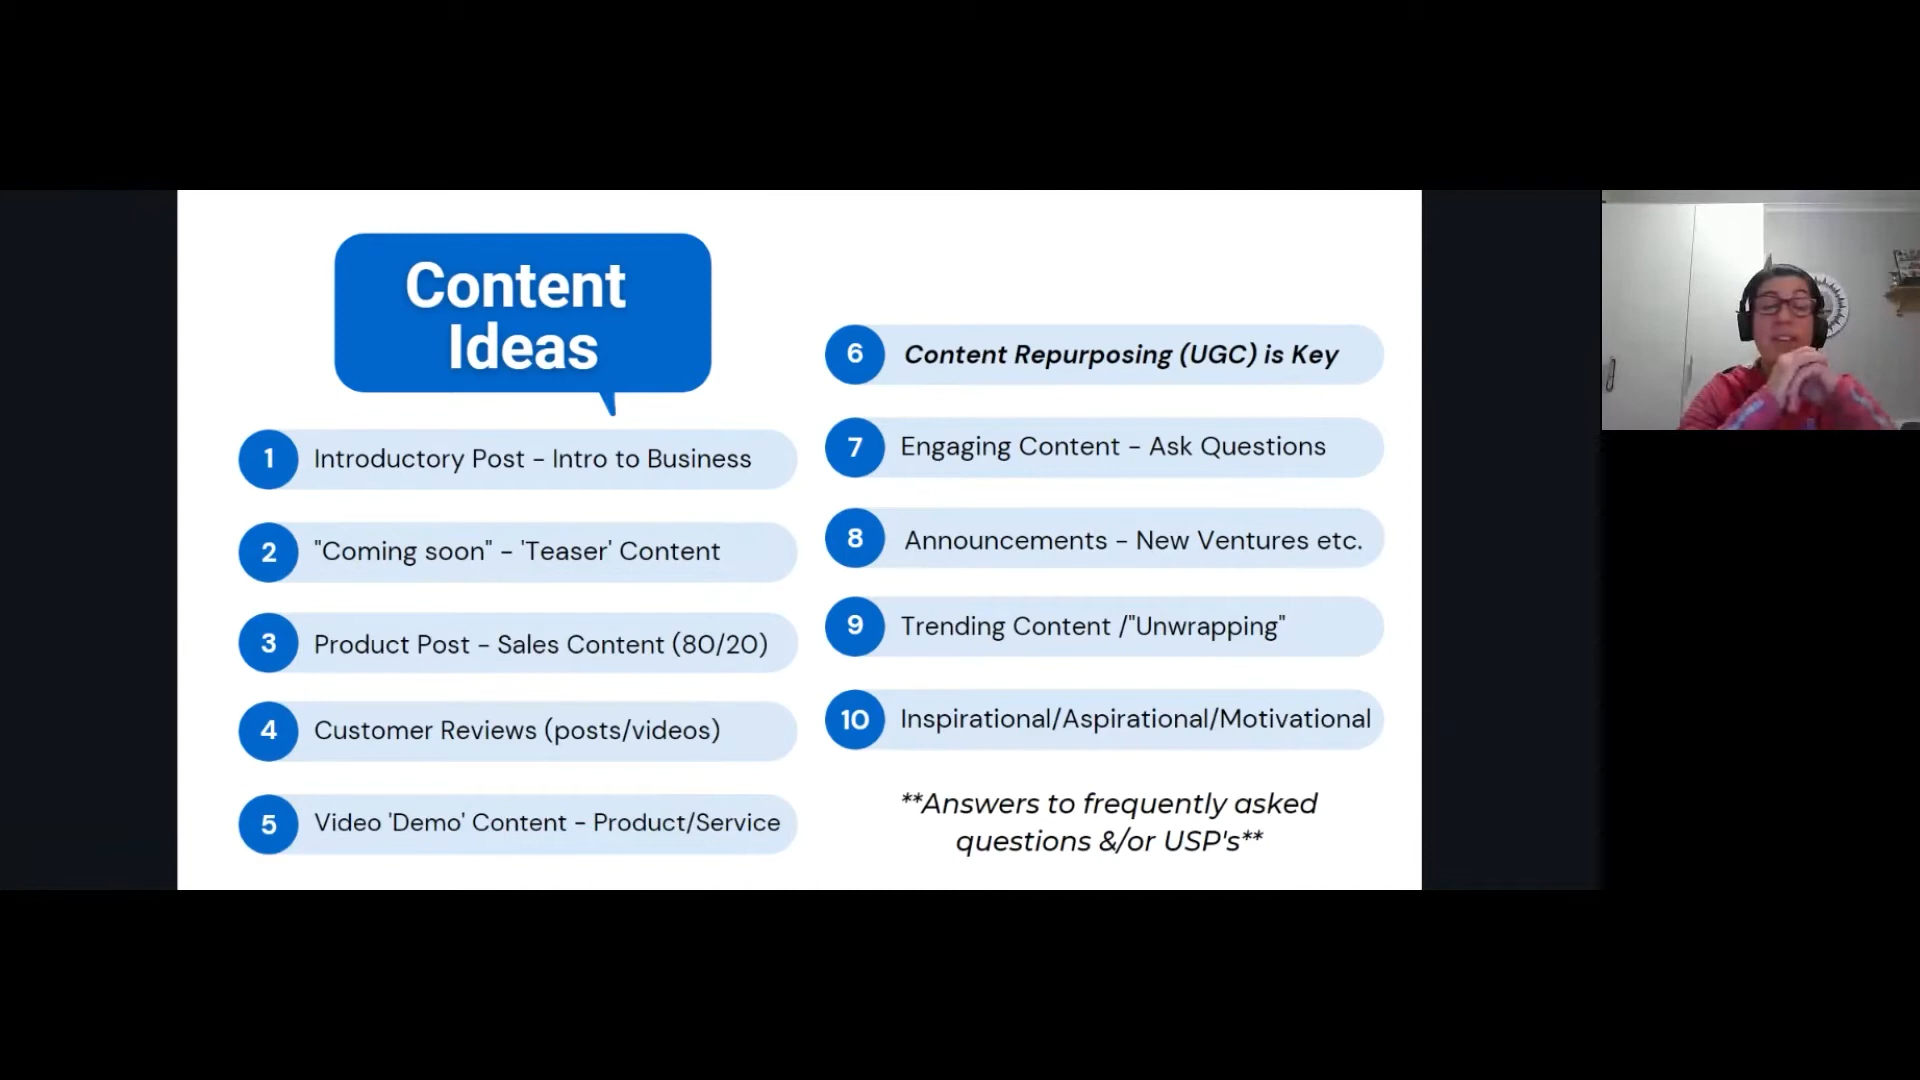 Content
Ideas
1 Introductory Post - Intro to Business
2 "Coming soon" - 'Teaser' Content
3 Product Post - Sales Content (80/20)
4 Customer Reviews (posts/videos)
5 Video 'Demo' Content - Product/Service
6 Content Repurposing (UGC) is Key
7 Engaging Content - Ask Questions
8 Announcements - New Ventures etc.
9 Trending Content /"Unwrapping"
10 Inspirational/Aspirational/Motivational
**Answers to frequently asked
questions &/or USP's**